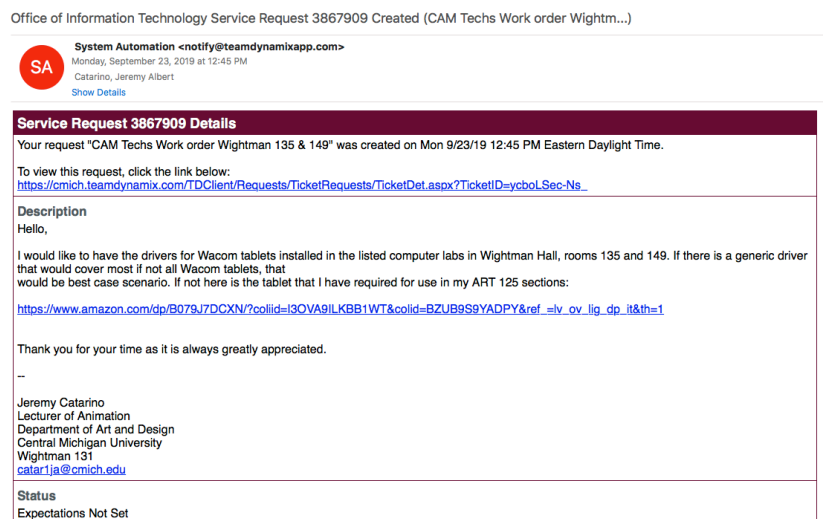 Office of Information Technology Service Request 3867909 Created (CAM Techs Work order Wightm...)
SA
System Automation <notify@teamdynamixapp.com>
Monday, September 23, 2019 at 12:45 PM
Catarino, Jeremy Albert
Show Details
Service Request 3867909 Details
Your request "CAM Techs Work order Wightman 135 & 149" was created on Mon 9/23/19 12:45 PM Eastern Daylight Time.
To view this request, click the link below:
https://cmich.teamdynamix.com/TDClient/Requests/TicketRequests/TicketDet.aspx?TicketID=ycboLSec-Ns_
Description
Hello,
I would like to have the drivers for Wacom tablets installed in the listed computer labs in Wightman Hall, rooms 135 and 149. If there is a generic driver
that would cover most if not all Wacom tablets, that
would be best case scenario. If not here is the tablet that I have required for use in my ART 125 sections:
https://www.amazon.com/dp/B079J7DCXN/?coliid=I3OVA9ILKBB1WT&colid=BZUB9S9YADPY&ref_=lv_ov_lig_dp_it&th=1
Thank you for your time as it is always greatly appreciated.
--
Jeremy Catarino
Lecturer of Animation
Department of Art and Design
Central Michigan University
Wightman 131
catar1ja@cmich.edu
Status
Expectations Not Set